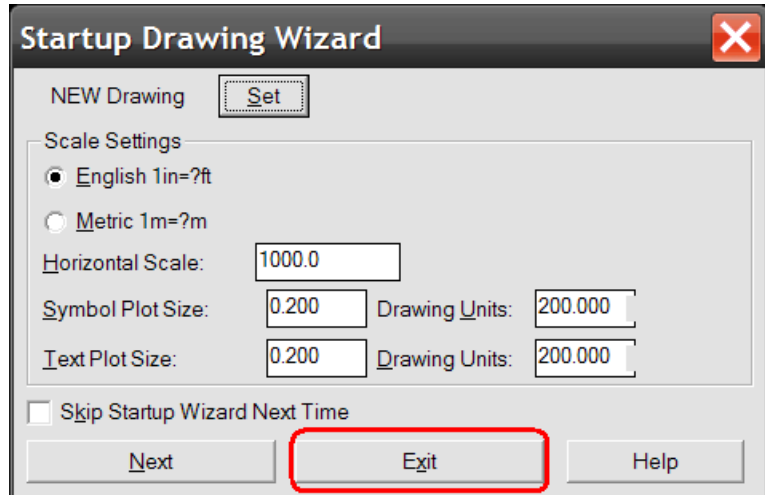 Startup Drawing Wizard
NEW Drawing Set
Scale Settings
English 1in=?ft
Metric 1m=?m
Horizontal Scale: 1000.0
Symbol Plot Size: 0.200 Drawing Units: 200.000
Text Plot Size: 0.200 Drawing Units: 200.000
Skip Startup Wizard Next Time
Next Exit Help